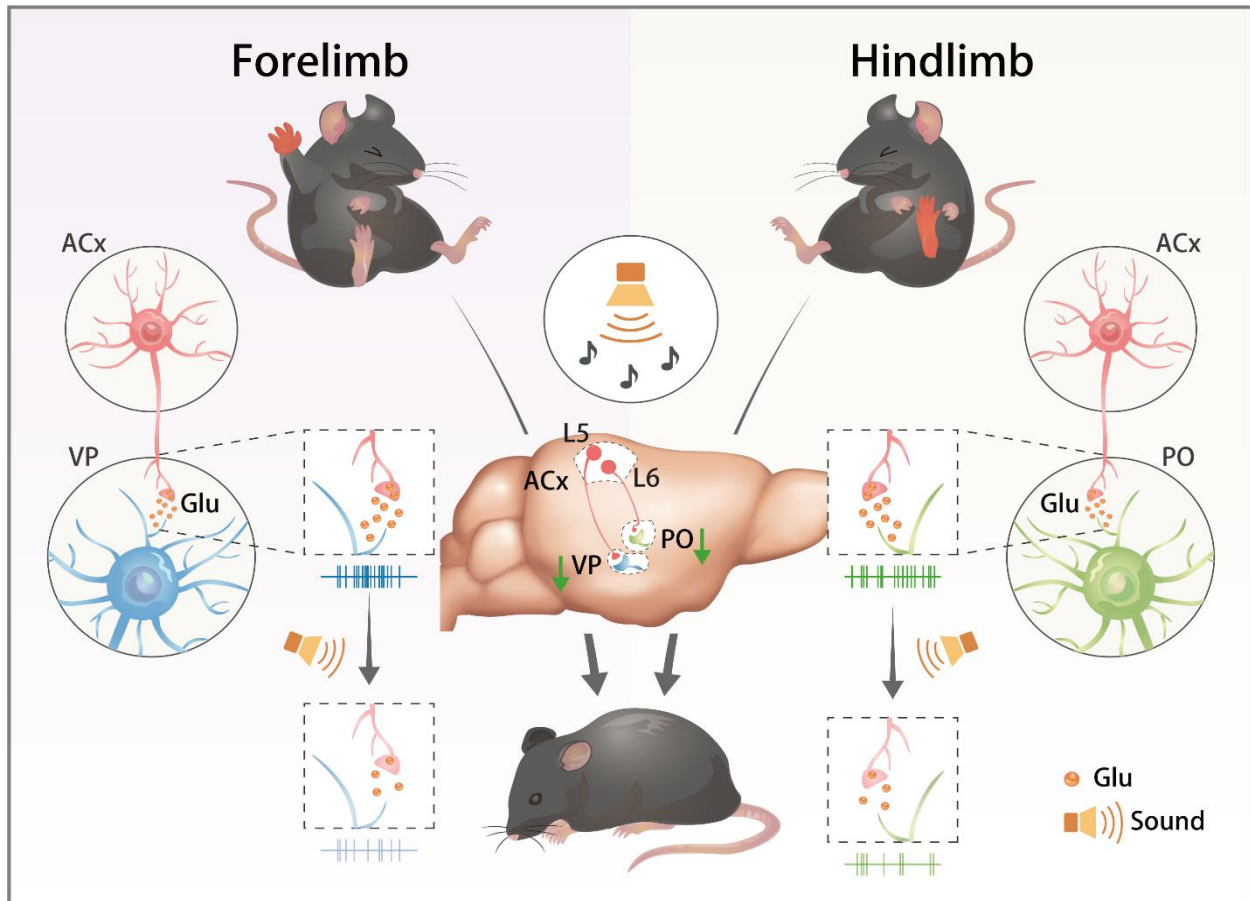 Forelimb
Hindlimb
ACx
ACx
L5
ACx
L6
VP
PO
Glu
Glu
PO
VP
Glu
Sound